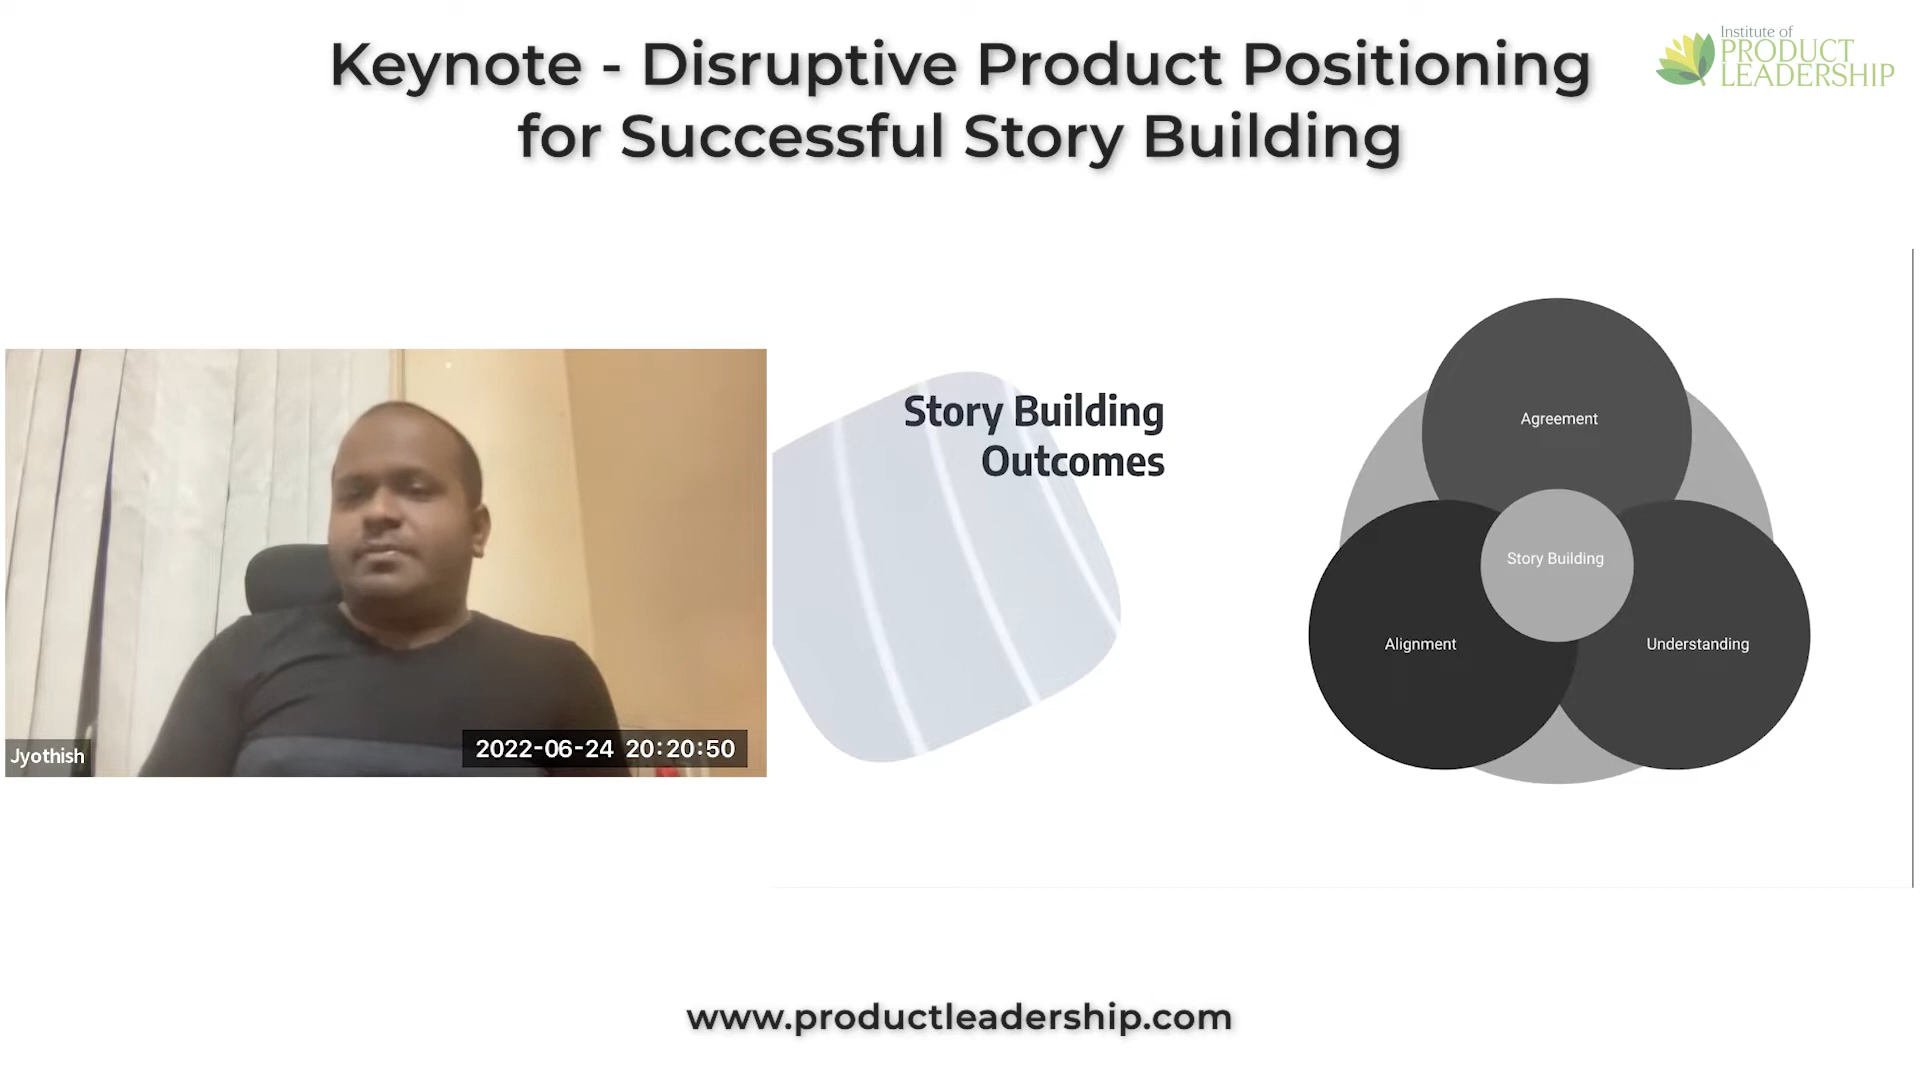 Keynote - Disruptive Product Positioning
for Successful Story Building
Institute of
PRODUCT
LEADERSHIP
Jyothish
2022-06-24 20:20:50
Story Building
Outcomes
Agreement
Story Building
Alignment
Understanding
www.productleadership.com